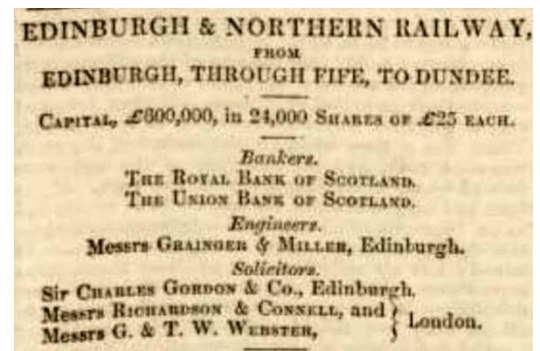 EDINBURGH & NORTHERN RAILWAY,
FROM
EDINBURGH, THROUGH FIFE, TO DUNDEE.
CAPITAL, £600,000, in 24,000 SHARES OF £25 EACH.
Bankers.
THE ROYAL BANK OF SCOTLAND.
THE UNION BANK OF SCOTLAND.
Engineers.
Messrs GRAINGER & MILLER, Edinburgh.
Solicitors.
Sir CHARLES GORDON & Co., Edinburgh.
Messrs RICHARDSON & CONNELL, and
Messrs G. & T. W. WEBSTER, } London.